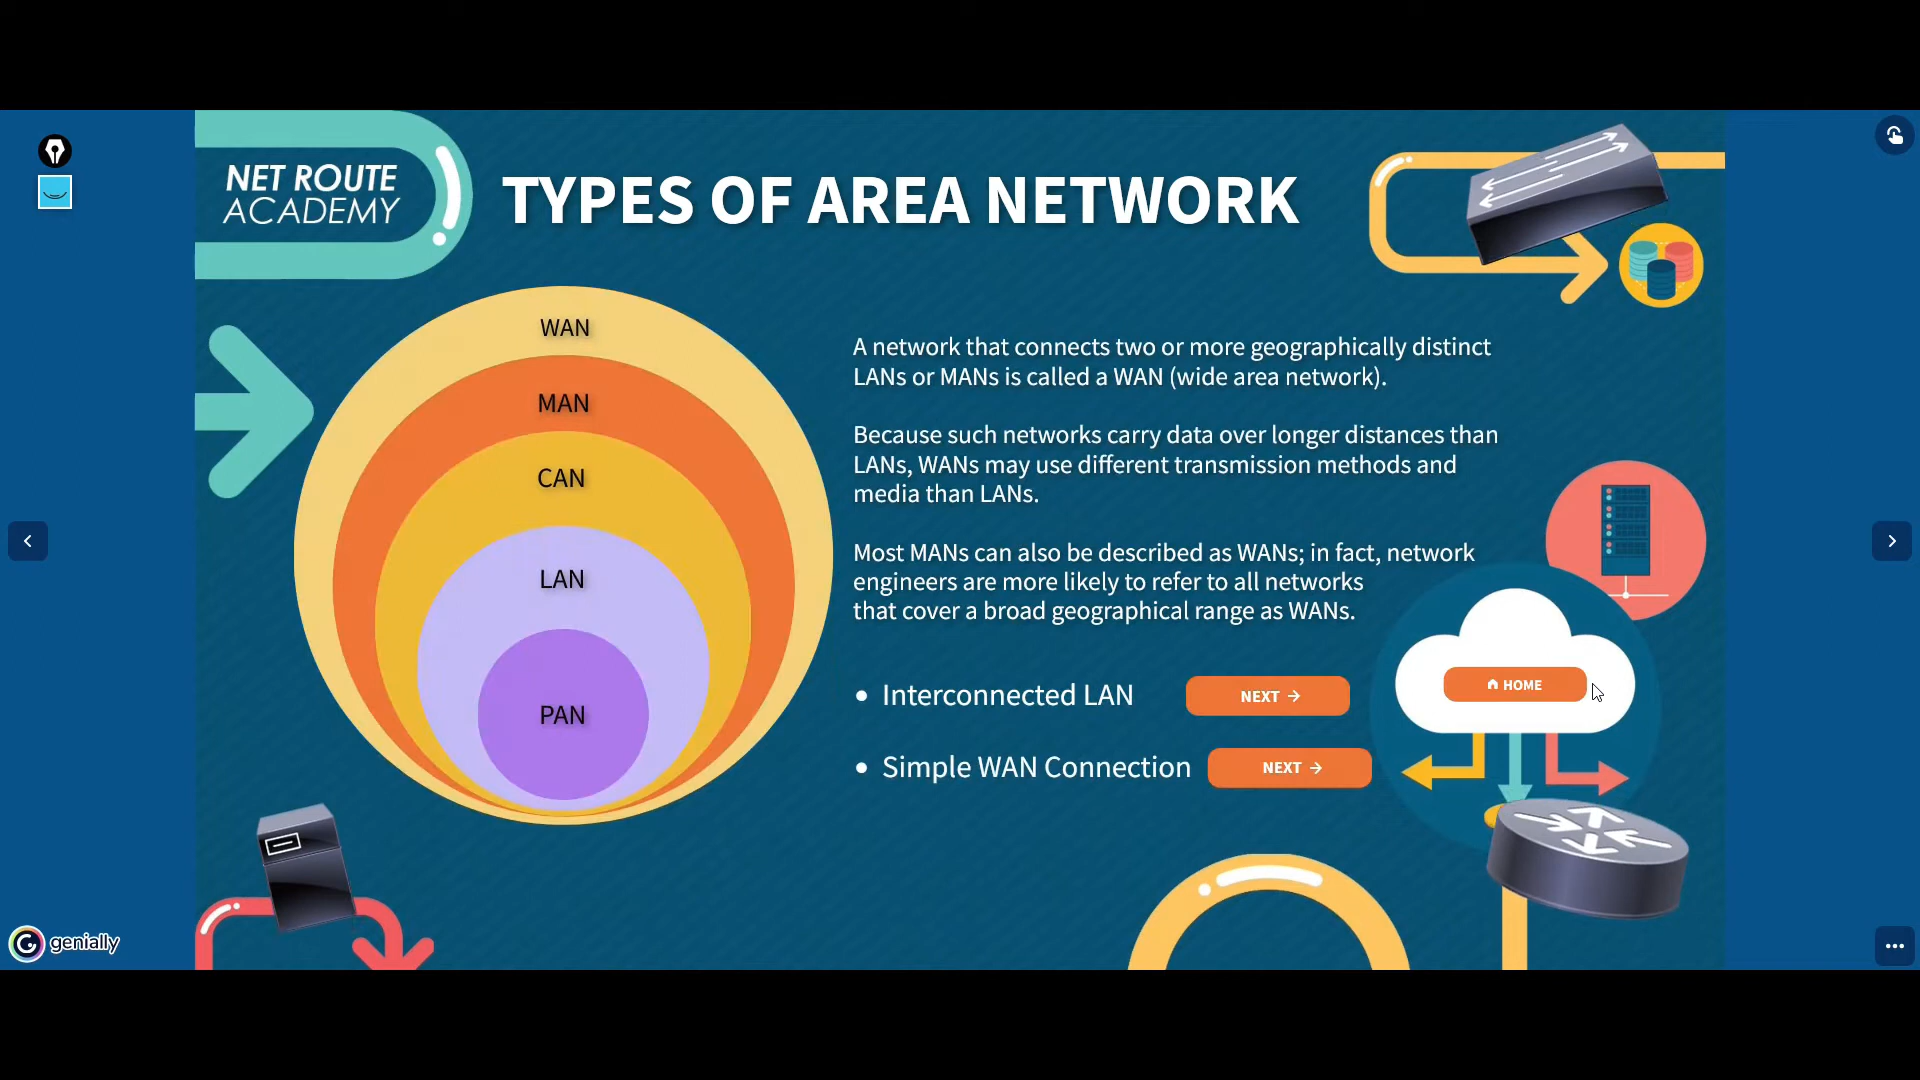 NET ROUTE
ACADEMY
TYPES OF AREA NETWORK
WAN
MAN
CAN
LAN
PAN
A network that connects two or more geographically distinct
LANs or MANs is called a WAN (wide area network).
Because such networks carry data over longer distances than
LANs, WANs may use different transmission methods and
media than LANs.
Most MANs can also be described as WANs; in fact, network
engineers are more likely to refer to all networks
that cover a broad geographical range as WANs.
• Interconnected LAN
NEXT →
• Simple WAN Connection
NEXT →
HOME
genially